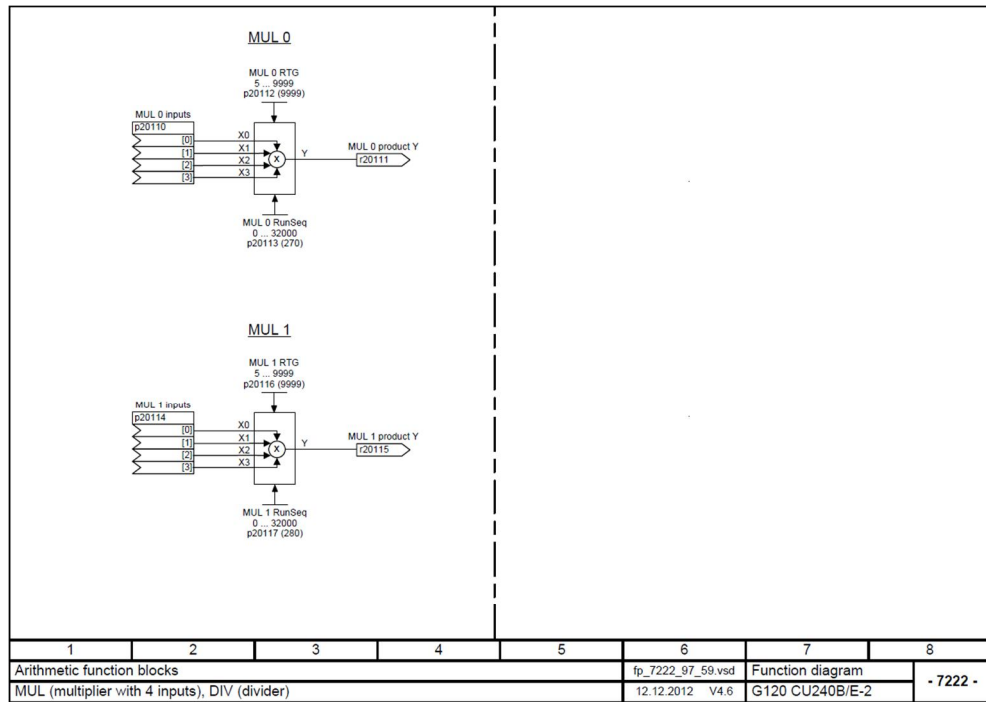 MUL 0
MUL 0 RTG
5 ... 9999
p20112 (9999)
MUL 0 inputs
p20110
[0]
X0
[1]
X1
[2]
X2
[3]
X3
X
Y
MUL 0 product Y
r20111
MUL 0 RunSeq
0 ... 32000
p20113 (270)
MUL 1
MUL 1 RTG
5 ... 9999
p20116 (9999)
MUL 1 inputs
p20114
[0]
X0
[1]
X1
[2]
X2
[3]
X3
X
Y
MUL 1 product Y
r20115
MUL 1 RunSeq
0 ... 32000
p20117 (280)
1 2 3 4 5 6 7 8
Arithmetic function blocks fp_7222_97_59.vsd Function diagram
- 7222 -
MUL (multiplier with 4 inputs), DIV (divider) 12.12.2012 V4.6 G120 CU240B/E-2